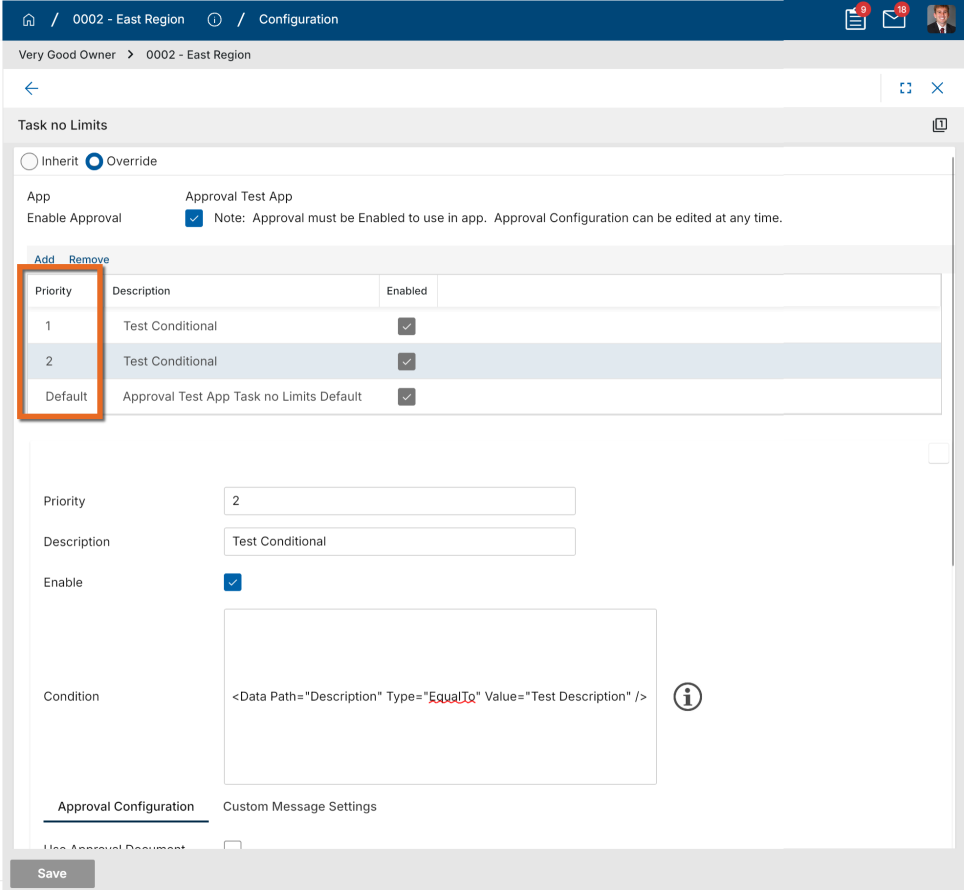 / 0002 - East Region / Configuration 9 18
Very Good Owner > 0002 - East Region
Task no Limits 1
Inherit Override
App Approval Test App
Enable Approval Note: Approval must be Enabled to use in app. Approval Configuration can be edited at any time.
Add Remove
Priority Description Enabled
1 Test Conditional
2 Test Conditional
Default Approval Test App Task no Limits Default
Priority 2
Description Test Conditional
Enable
Condition <Data Path="Description" Type="EqualTo" Value="Test Description" />
Approval Configuration Custom Message Settings
Use Approval Document
Save